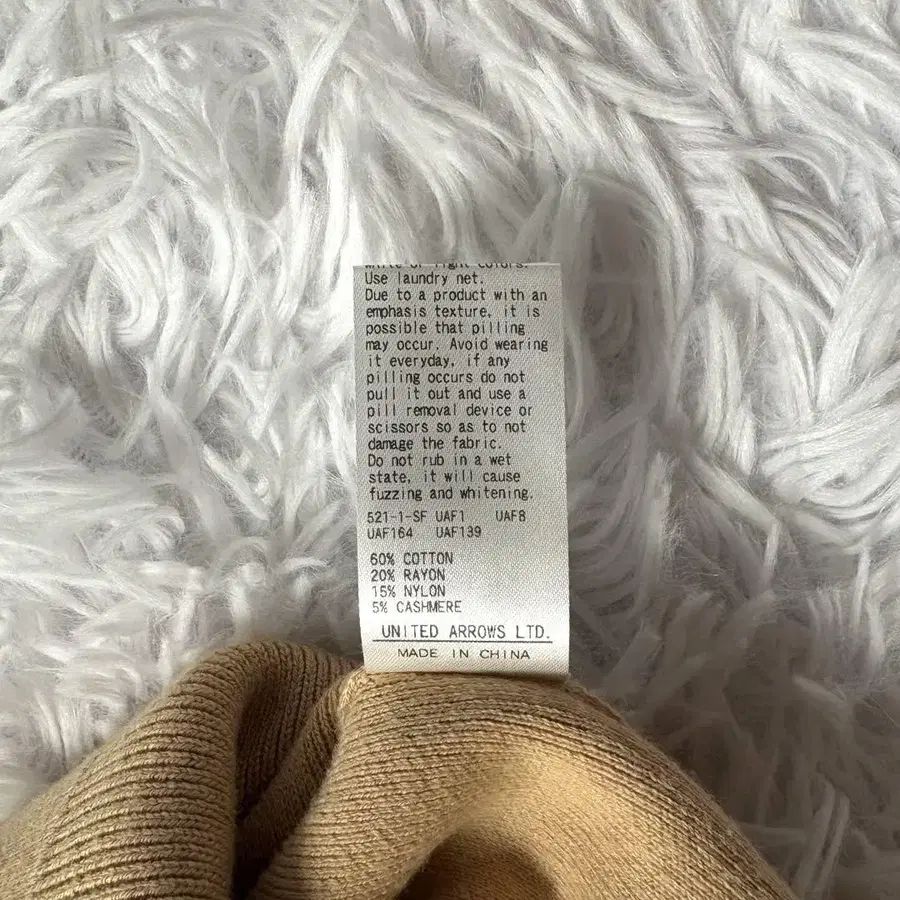 white or light colors.
Use laundry net.
Due to a product with an
emphasis texture, it is
possible that pilling
may occur. Avoid wearing
it everyday, if any
pilling occurs do not
pull it out and use a
pill removal device or
scissors so as to not
damage the fabric.
Do not rub in a wet
state, it will cause
fuzzing and whitening.
521-1-SF UAF1 UAF8
UAF164 UAF139
60% COTTON
20% RAYON
15% NYLON
5% CASHMERE
UNITED ARROWS LTD.
MADE IN CHINA